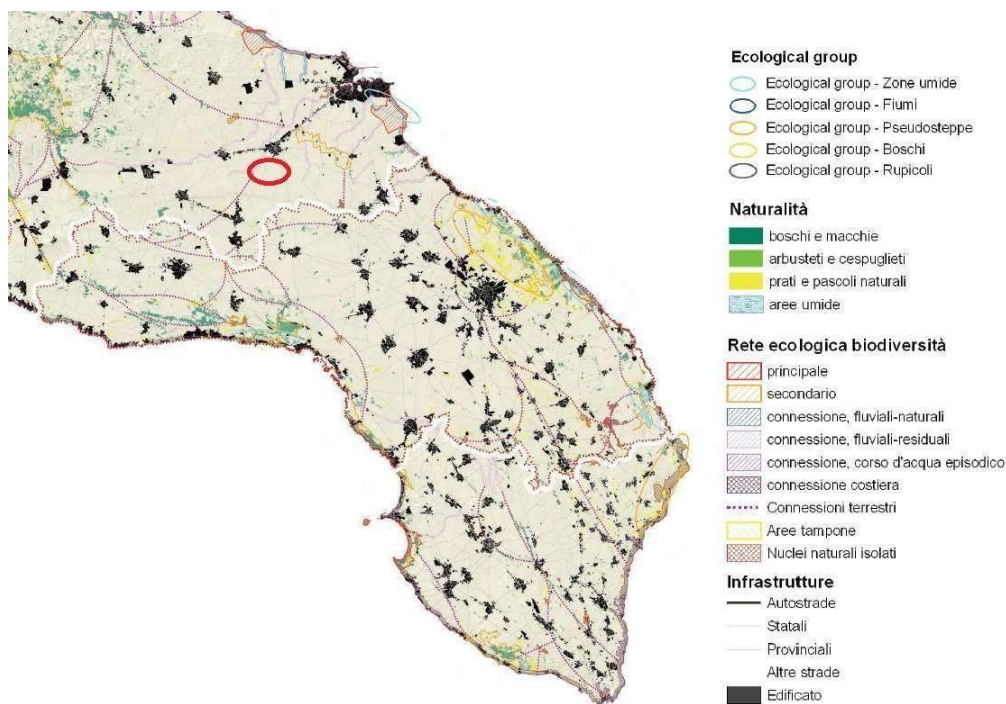 Ecological group
Ecological group - Zone umide
Ecological group - Fiumi
Ecological group - Pseudosteppe
Ecological group - Boschi
Ecological group - Rupicoli
Naturalità
boschi e macchie
arbusteti e cespuglieti
prati e pascoli naturali
aree umide
Rete ecologica biodiversità
principale
secondario
connessione, fluviali-naturali
connessione, fluviali-residuali
connessione, corso d'acqua episodico
connessione costiera
Connessioni terrestri
Aree tampone
Nuclei naturali isolati
Infrastrutture
Autostrade
Statali
Provinciali
Altre strade
Edificato